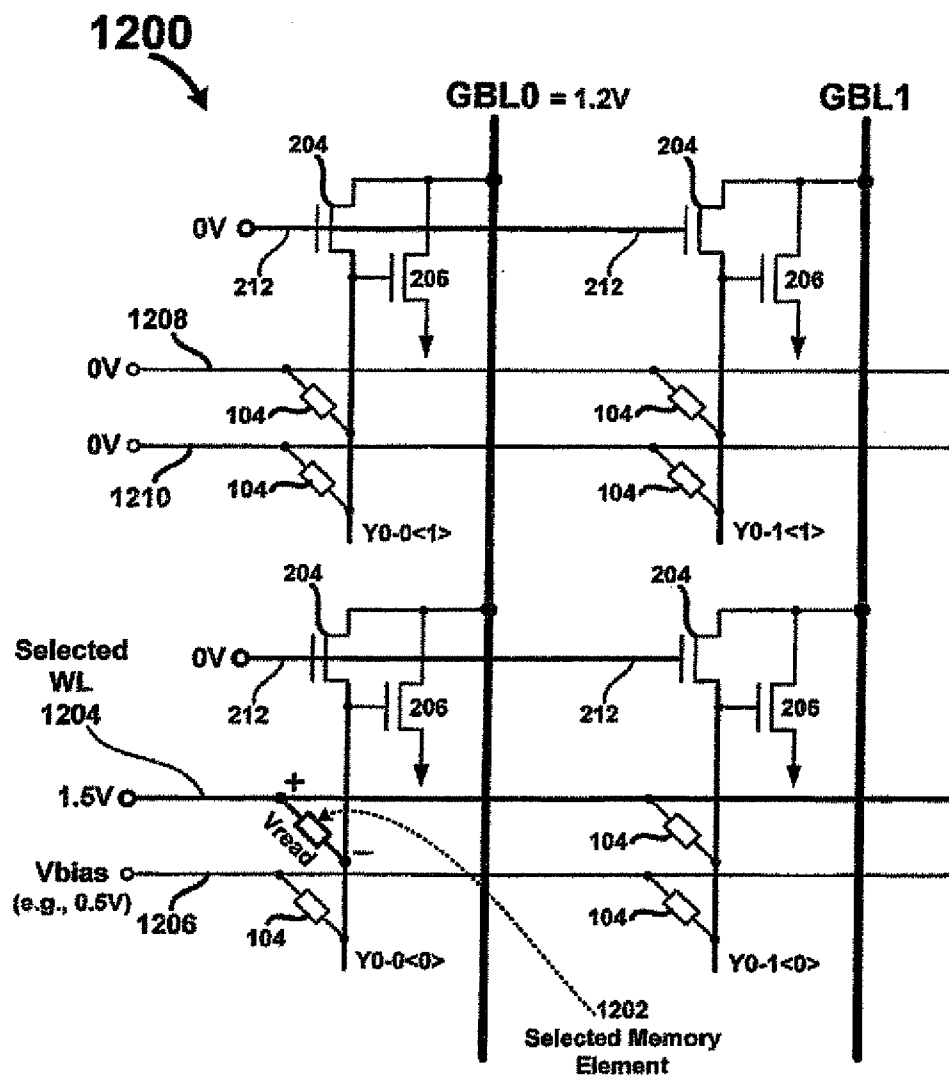 1200
GBL0 = 1.2V
GBL1
204
204
0V
212
212
206
206
1208
0V
104
104
0V
1210
104
104
Y0-0<1>
Y0-1<1>
204
204
Selected
WL
1204
0V
212
212
206
206
1.5V
+
Vread
–
104
Vbias
(e.g., 0.5V)
1206
104
104
Y0-0<0>
Y0-1<0>
1202
Selected Memory
Element